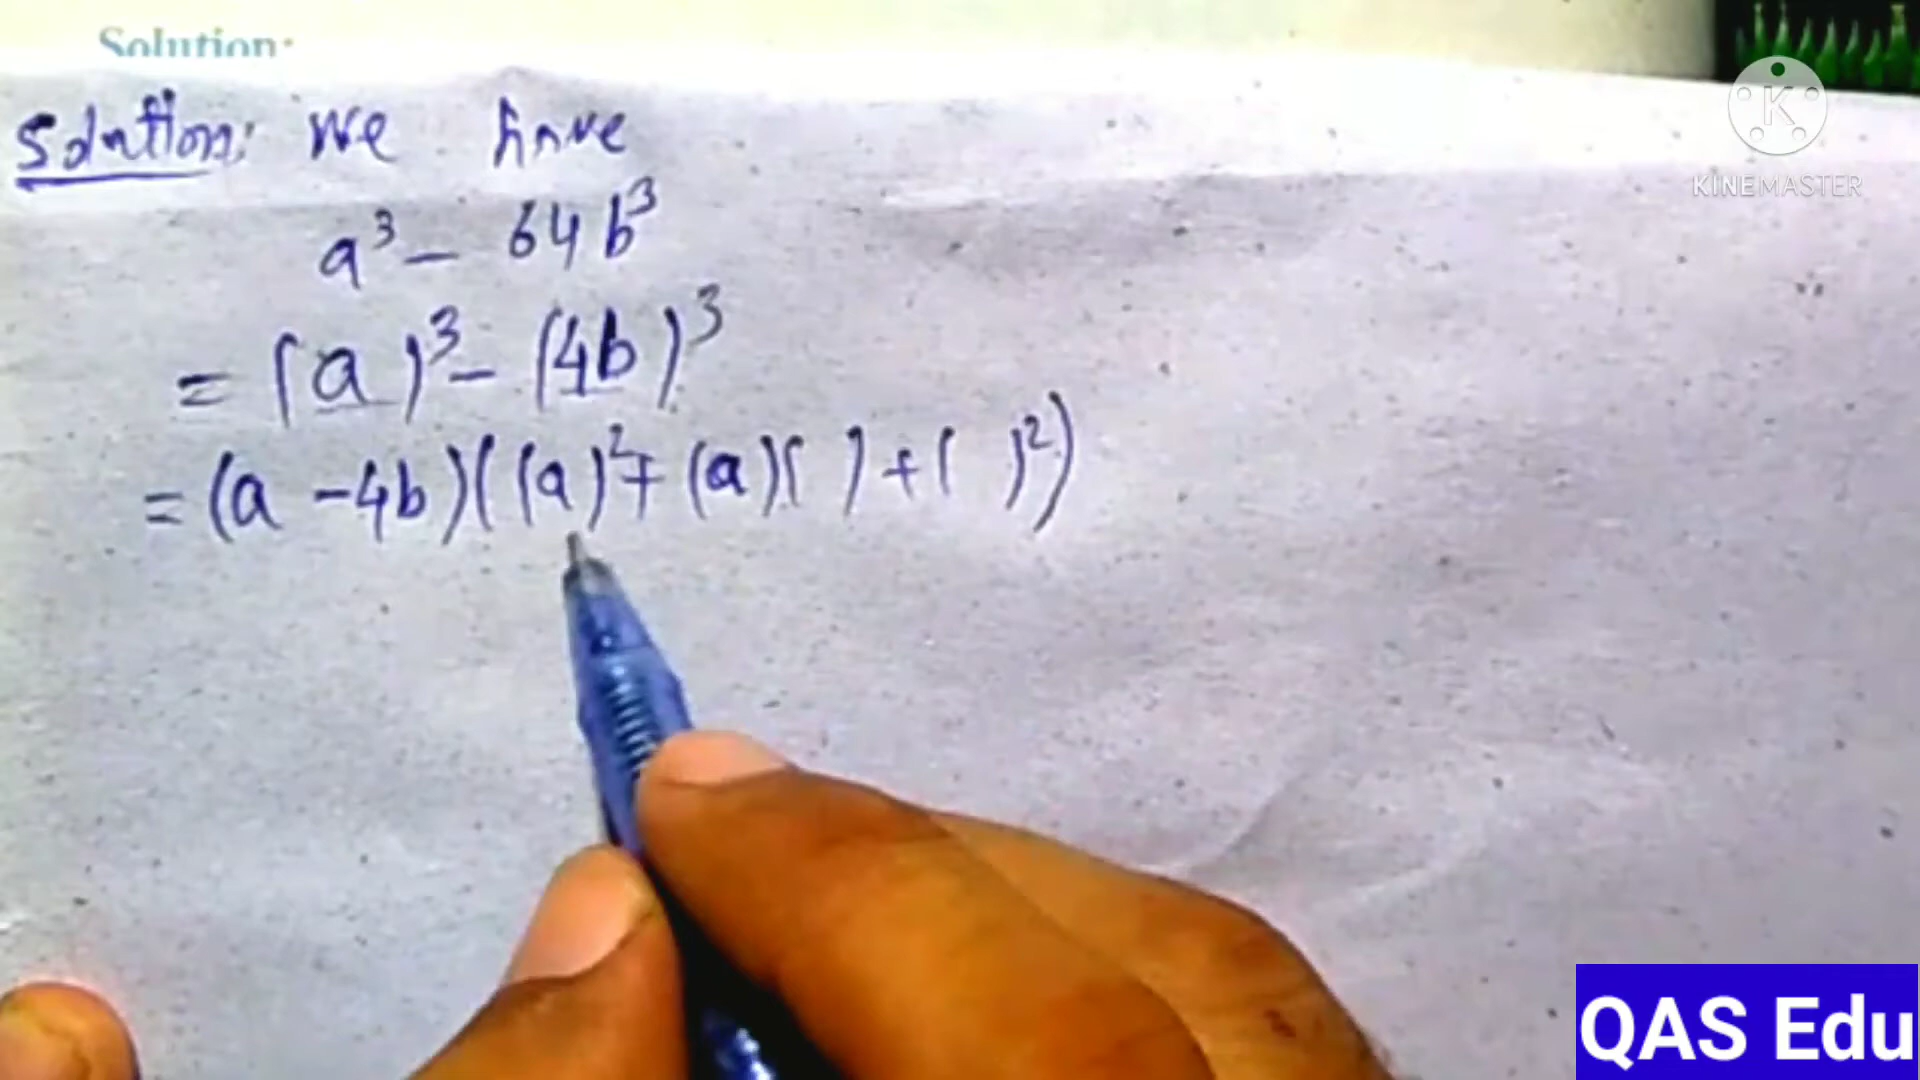 Solution:
Solution: We have
a³ - 64b³
= (a)³ - (4b)³
= (a - 4b)((a)² + (a)( ) + ( )²)
KINEMASTER
QAS Edu